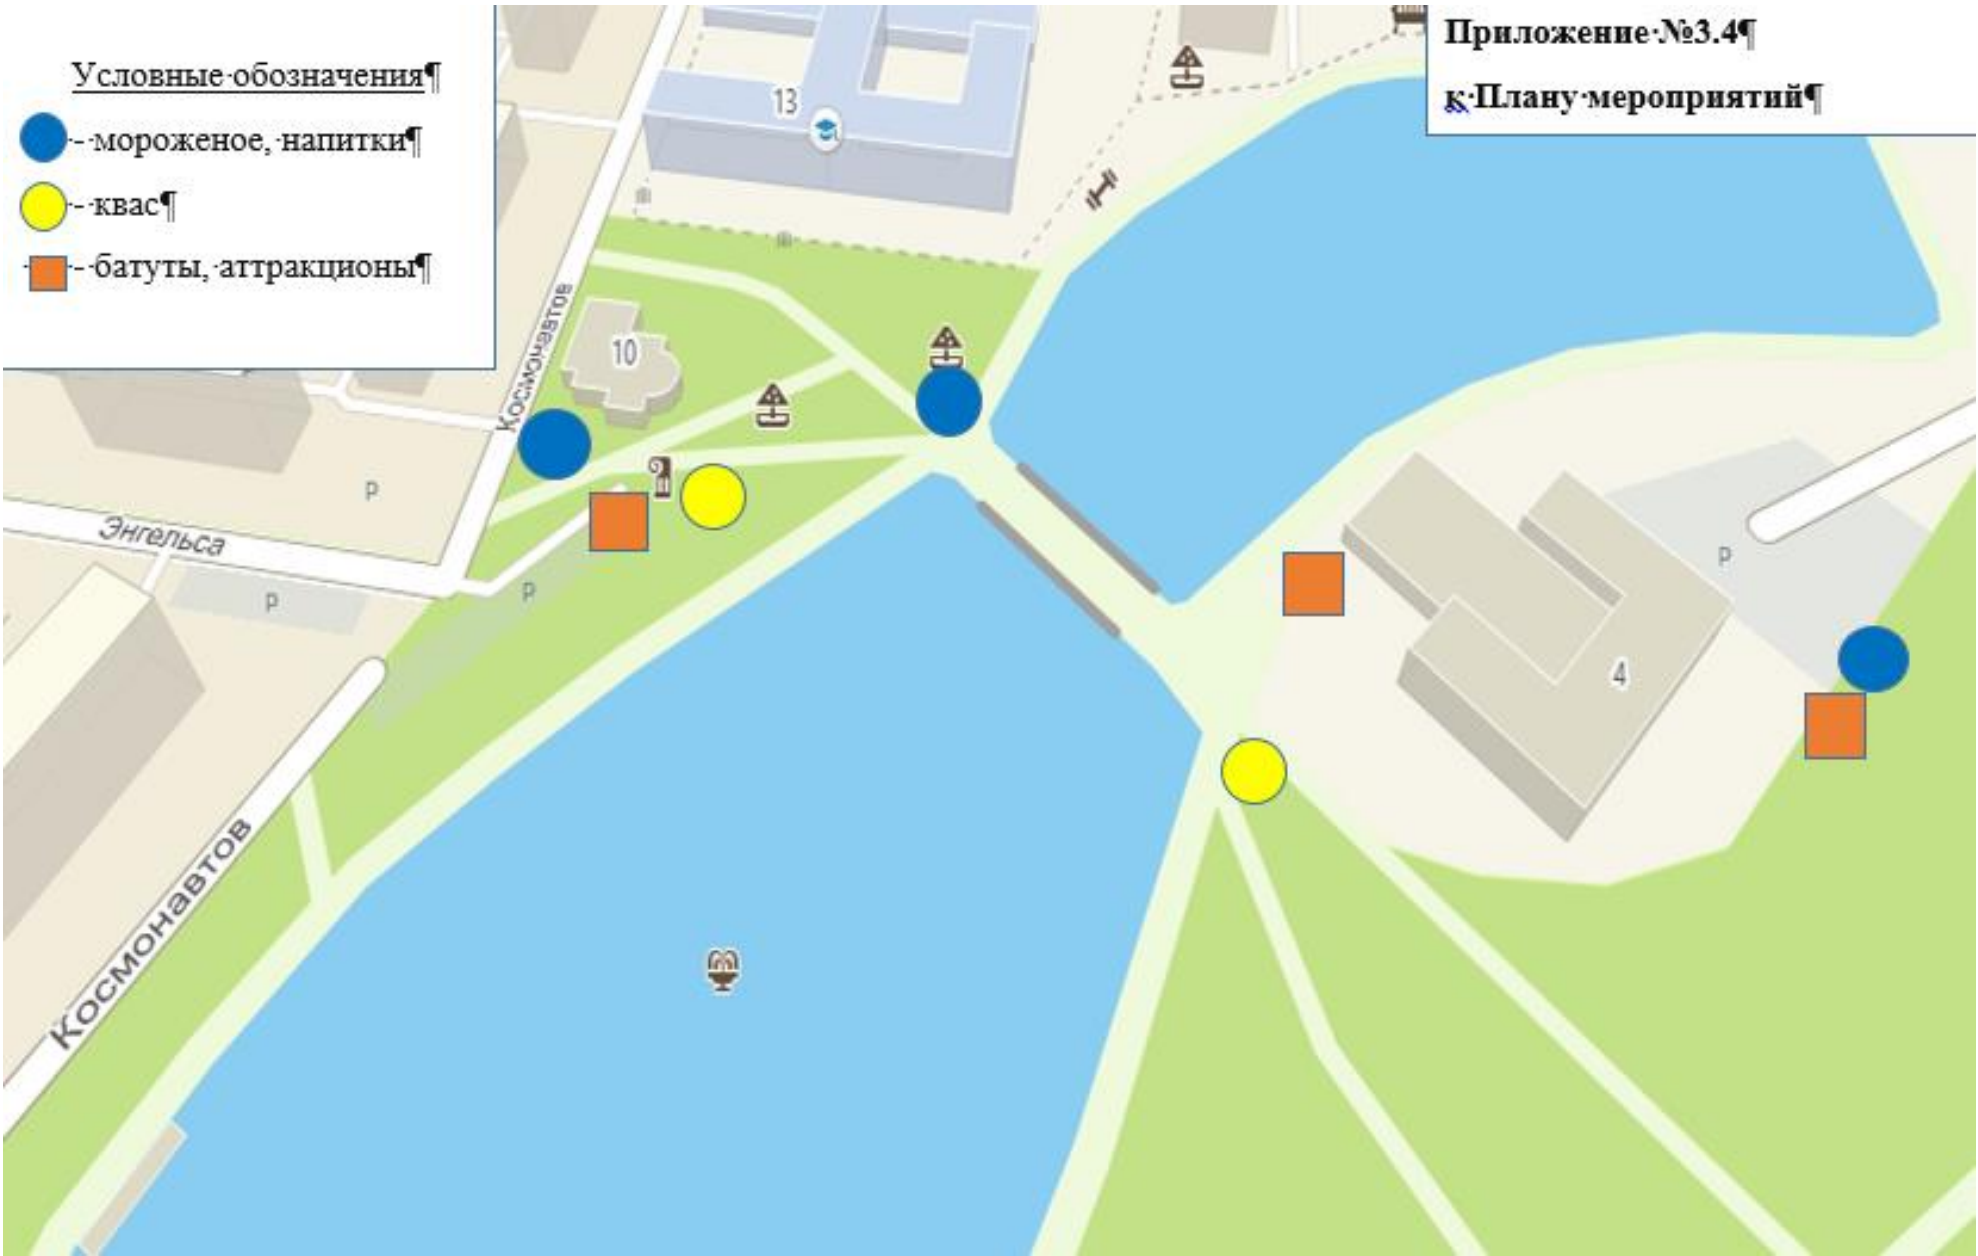 Условные·обозначения¶
-·мороженое,·напитки¶
-·квас¶
-·батуты,·аттракционы¶
Приложение·№3.4¶
к·Плану·мероприятий¶
13
10
Космонавтов
P
Энгельса
P
P
P
4
Космонавтов